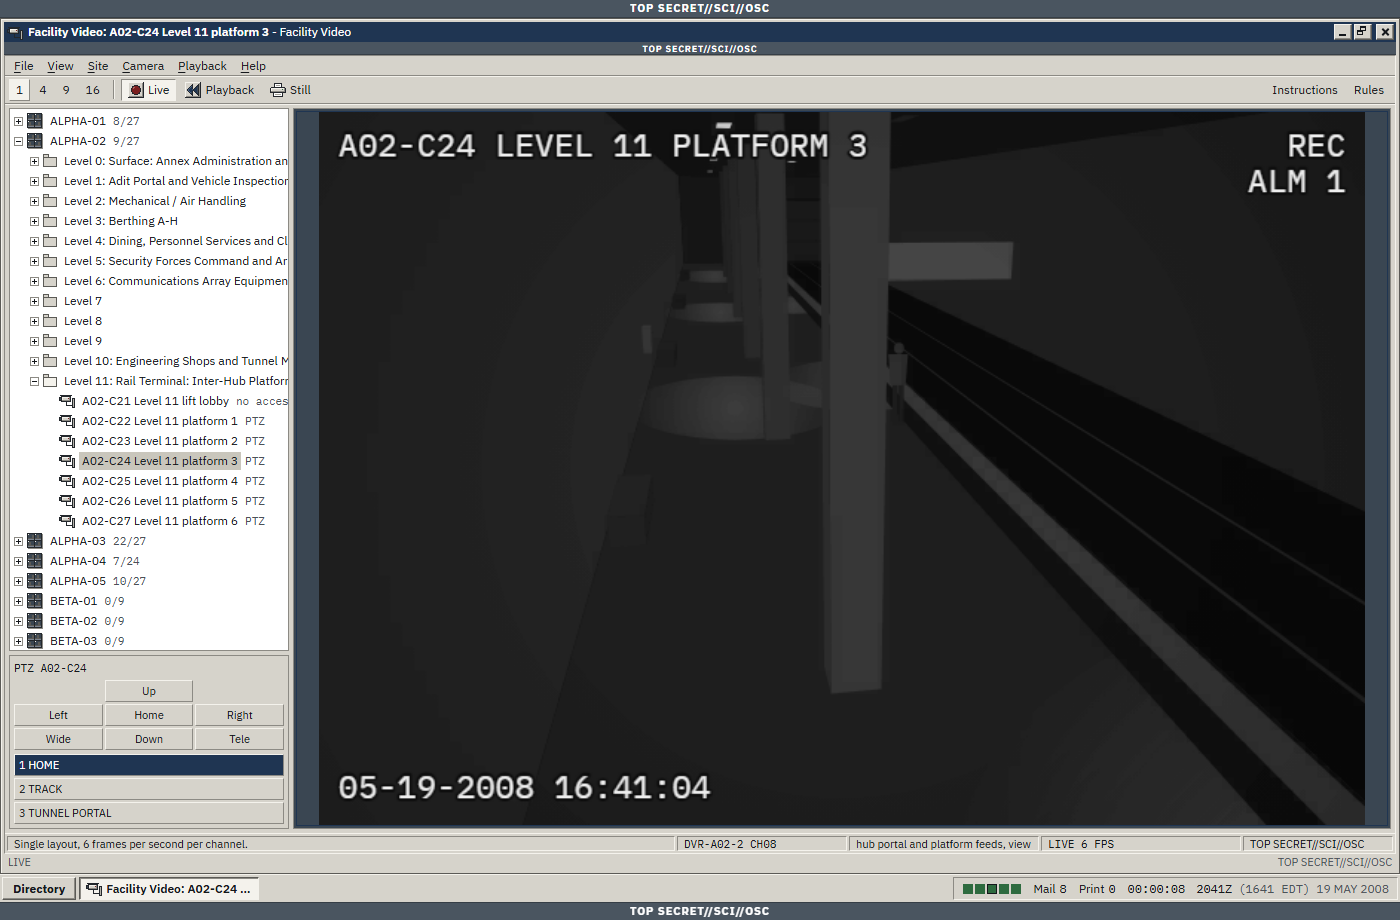 TOP SECRET//SCI//OSC
Facility Video: A02-C24 Level 11 platform 3 - Facility Video
TOP SECRET//SCI//OSC
File View Site Camera Playback Help
1 4 9 16 Live Playback Still Instructions Rules
ALPHA-01 8/27
ALPHA-02 9/27
Level 0: Surface: Annex Administration an
Level 1: Adit Portal and Vehicle Inspection
Level 2: Mechanical / Air Handling
Level 3: Berthing A-H
Level 4: Dining, Personnel Services and Cl
Level 5: Security Forces Command and Ar
Level 6: Communications Array Equipmen
Level 7
Level 8
Level 9
Level 10: Engineering Shops and Tunnel M
Level 11: Rail Terminal: Inter-Hub Platforr
A02-C21 Level 11 lift lobby no acces
A02-C22 Level 11 platform 1 PTZ
A02-C23 Level 11 platform 2 PTZ
A02-C24 Level 11 platform 3 PTZ
A02-C25 Level 11 platform 4 PTZ
A02-C26 Level 11 platform 5 PTZ
A02-C27 Level 11 platform 6 PTZ
ALPHA-03 22/27
ALPHA-04 7/24
ALPHA-05 10/27
BETA-01 0/9
BETA-02 0/9
BETA-03 0/9
PTZ A02-C24
Up
Left Home Right
Wide Down Tele
1 HOME
2 TRACK
3 TUNNEL PORTAL
A02-C24 LEVEL 11 PLATFORM 3
REC
ALM 1
05-19-2008 16:41:04
Single layout, 6 frames per second per channel. DVR-A02-2 CH08 hub portal and platform feeds, view LIVE 6 FPS TOP SECRET//SCI//OSC
LIVE TOP SECRET//SCI//OSC
Directory Facility Video: A02-C24 ... Mail 8 Print 0 00:00:08 2041Z (1641 EDT) 19 MAY 2008
TOP SECRET//SCI//OSC